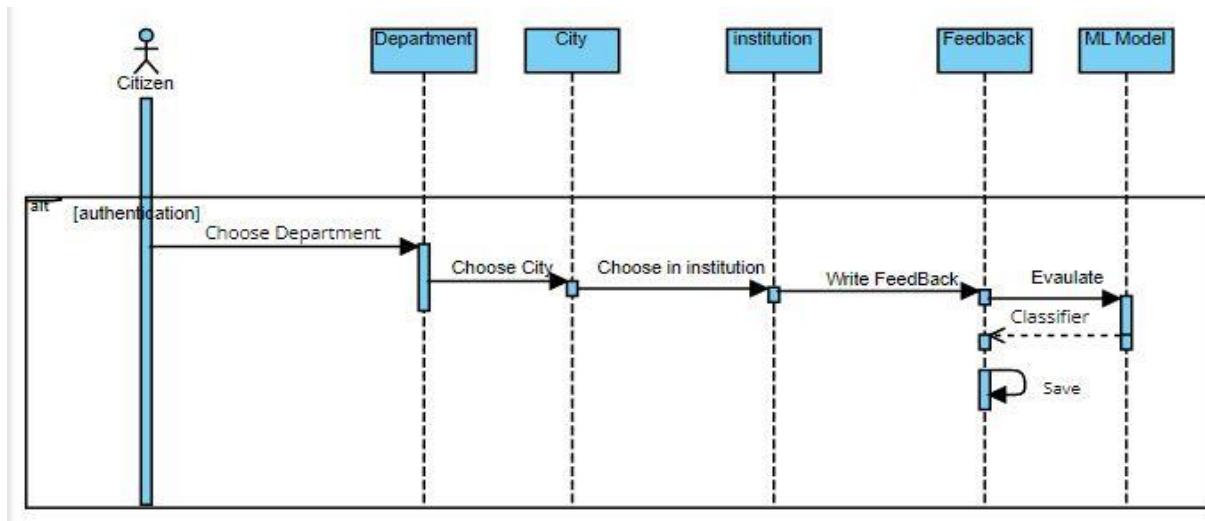 Department
City
institution
Feedback
ML Model
Citizen
alt
[authentication]
Choose Department
Choose City
Choose in institution
Write FeedBack
Evaulate
Classifier
Save